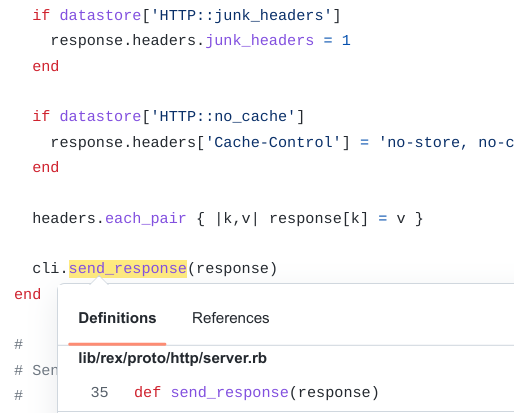 if datastore['HTTP::junk_headers']
response.headers.junk_headers = 1
end
if datastore['HTTP::no_cache']
response.headers['Cache-Control'] = 'no-store, no-c
end
headers.each_pair { |k,v| response[k] = v }
cli.send_response(response)
end
Definitions References
#
lib/rex/proto/http/server.rb
# Sen
# 35 def send_response(response)